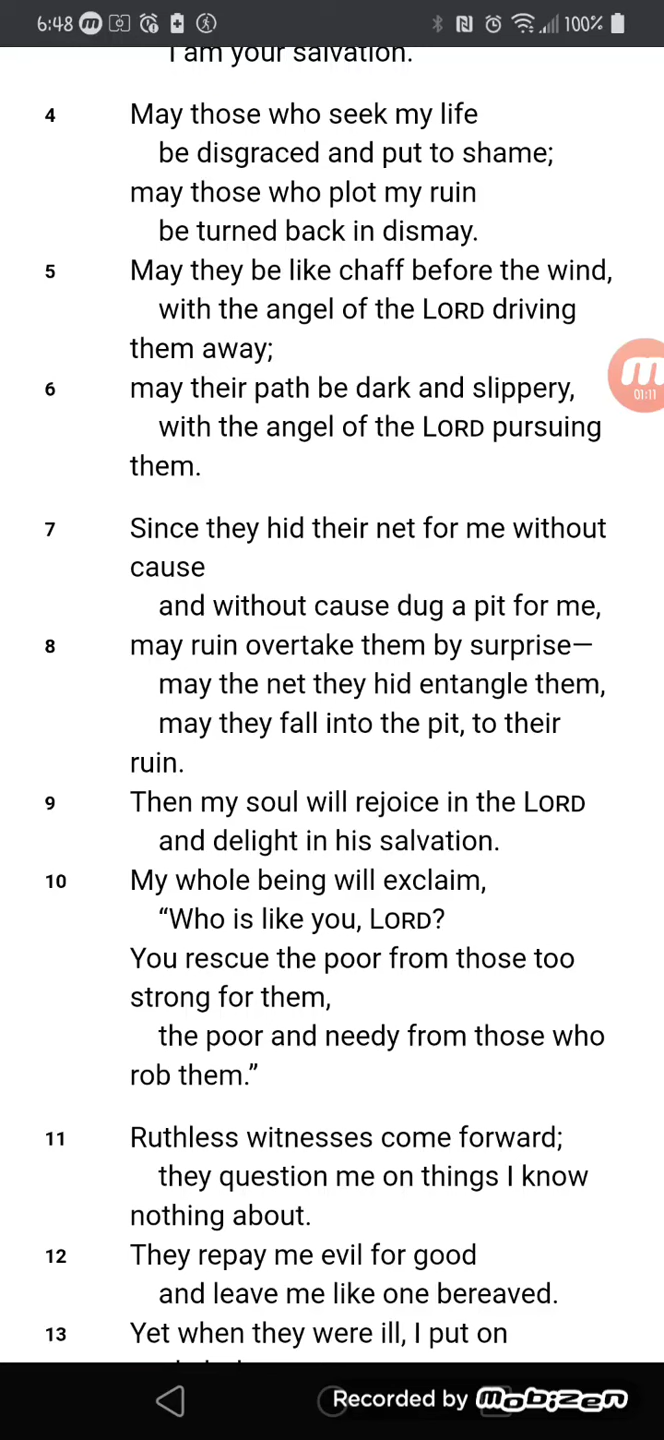 6:48 m 100%
I am your salvation.
4 May those who seek my life
be disgraced and put to shame;
may those who plot my ruin
be turned back in dismay.
5 May they be like chaff before the wind,
with the angel of the LORD driving
them away;
6 may their path be dark and slippery,
with the angel of the LORD pursuing
them.
m
01:11
7 Since they hid their net for me without
cause
and without cause dug a pit for me,
8 may ruin overtake them by surprise—
may the net they hid entangle them,
may they fall into the pit, to their
ruin.
9 Then my soul will rejoice in the LORD
and delight in his salvation.
10 My whole being will exclaim,
“Who is like you, LORD?
You rescue the poor from those too
strong for them,
the poor and needy from those who
rob them.”
11 Ruthless witnesses come forward;
they question me on things I know
nothing about.
12 They repay me evil for good
and leave me like one bereaved.
13 Yet when they were ill, I put on
Recorded by Mobizen